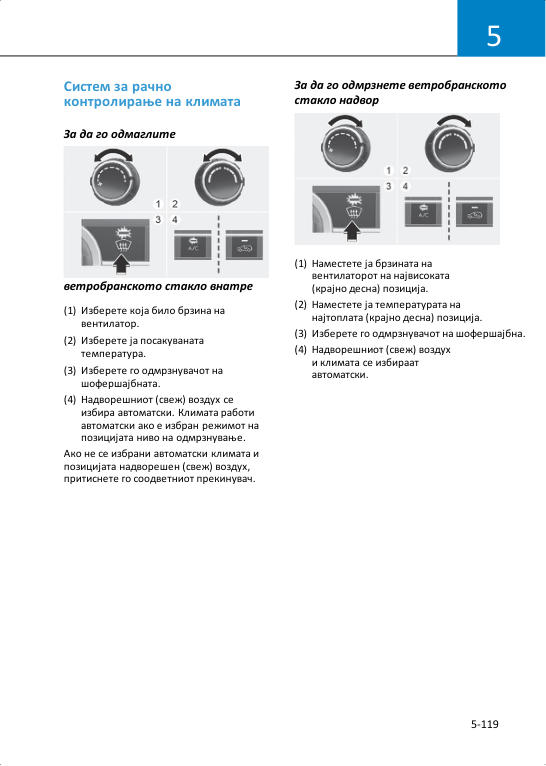 5
Систем за рачно
контролирање на климата
За да го одмаглите
1 2
3 4
A/C
ветробранското стакло внатре
(1) Изберете која било брзина на
вентилатор.
(2) Изберете ја посакуваната
температура.
(3) Изберете го одмрзнувачот на
шофершајбната.
(4) Надворешниот (свеж) воздух се
избира автоматски. Климата работи
автоматски ако е избран режимот на
позицијата ниво на одмрзнување.
Ако не се избрани автоматски климата и
позицијата надворешен (свеж) воздух,
притиснете го соодветниот прекинувач.
За да го одмрзнете ветробранското
стакло надвор
1 2
3 4
A/C
(1) Наместете ја брзината на
вентилаторот на највисоката
(крајно десна) позиција.
(2) Наместете ја температурата на
најтоплата (крајно десна) позиција.
(3) Изберете го одмрзнувачот на шофершајбна.
(4) Надворешниот (свеж) воздух
и климата се избираат
автоматски.
5-119